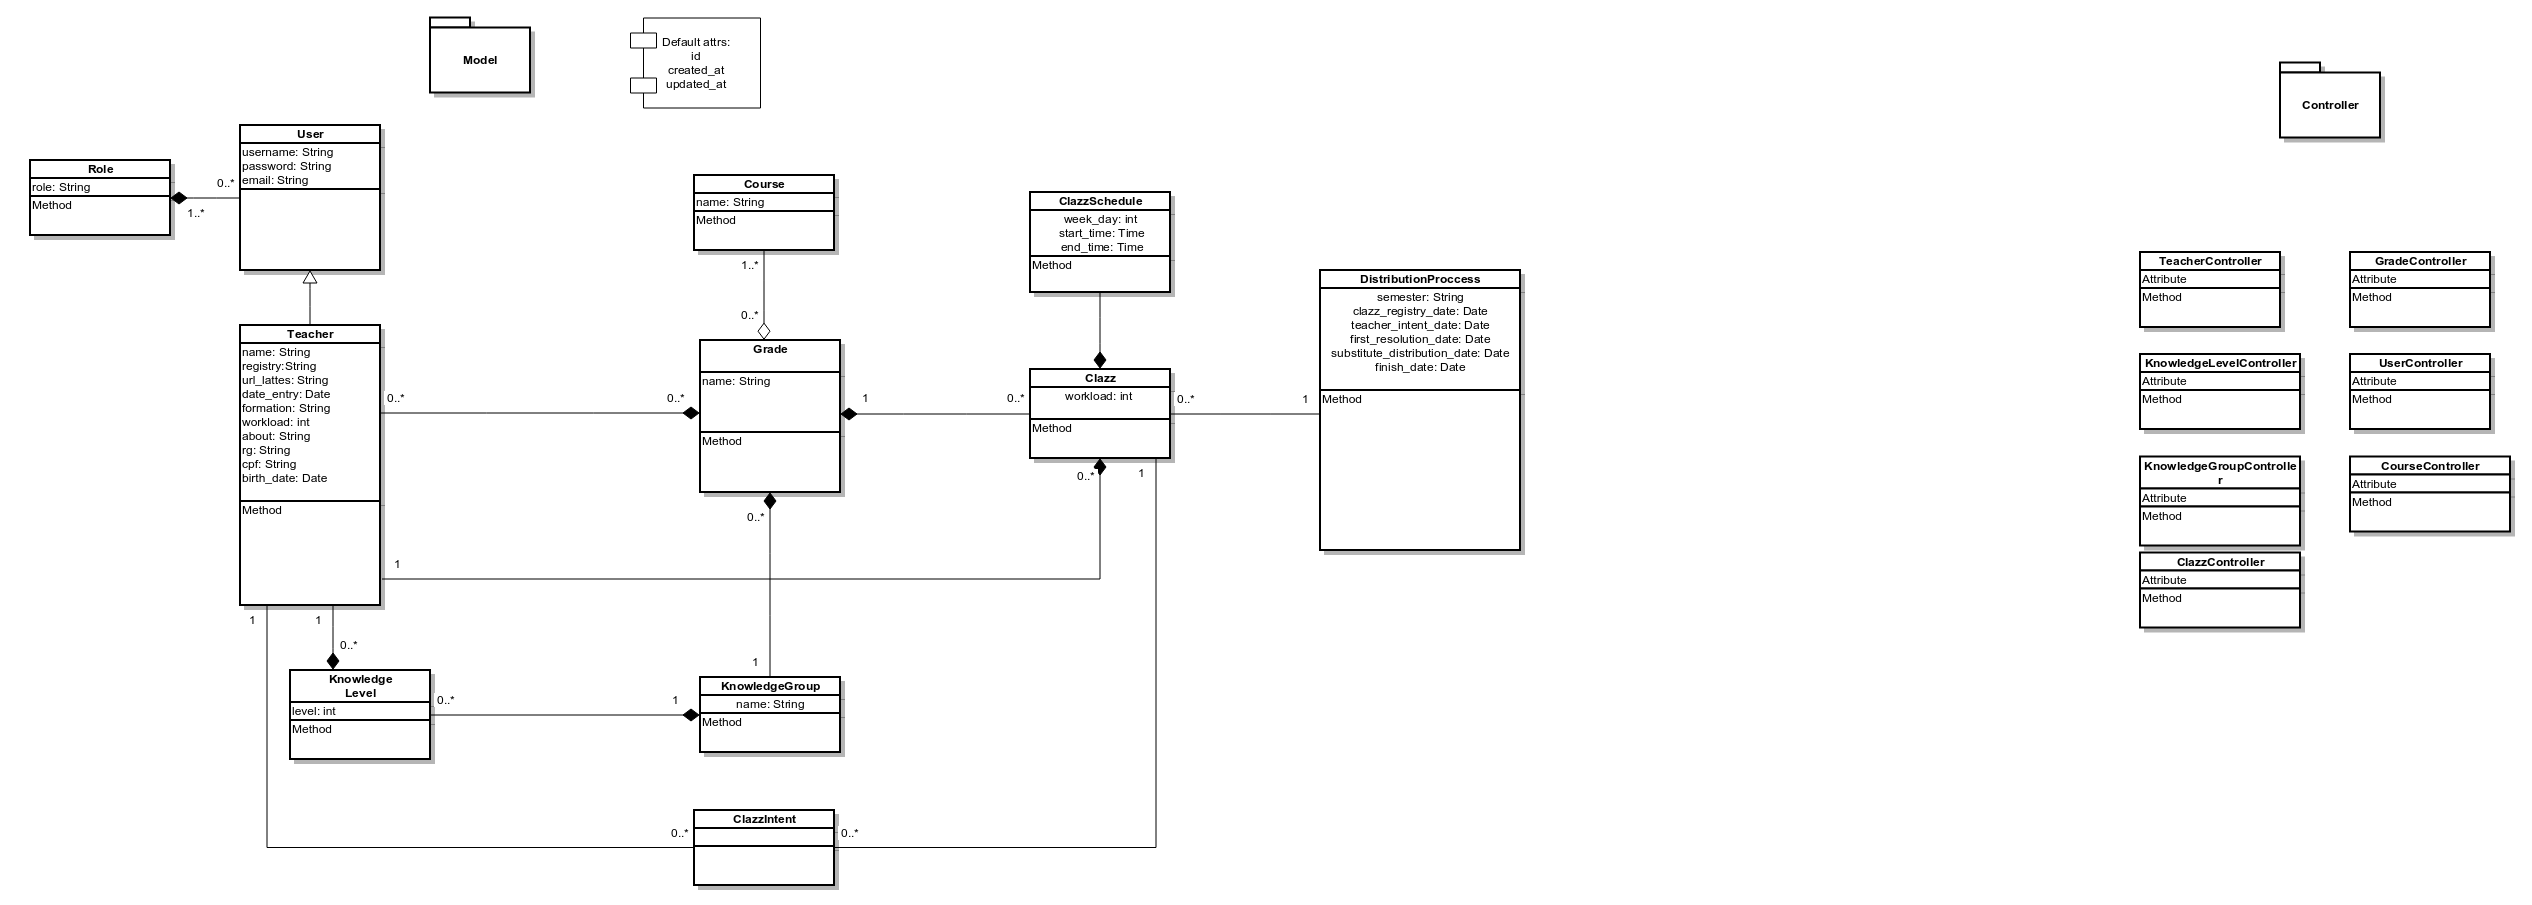 Model
Default attrs:
id
created_at
updated_at
Controller
User
username: String
password: String
email: String
Role
role: String
Method
0..*
1..*
Course
name: String
Method
1..*
0..*
ClazzSchedule
week_day: int
start_time: Time
end_time: Time
Method
DistributionProccess
semester: String
clazz_registry_date: Date
teacher_intent_date: Date
first_resolution_date: Date
substitute_distribution_date: Date
finish_date: Date
Method
Teacher
name: String
registry:String
url_lattes: String
date_entry: Date
formation: String
workload: int
about: String
rg: String
cpf: String
birth_date: Date
Method
0..*
0..*
Grade
name: String
Method
1
0..*
Clazz
workload: int
Method
0..*
1
0..*
1
0..*
1
1
1
0..*
1
Knowledge
Level
level: int
Method
0..*
1
KnowledgeGroup
name: String
Method
ClazzIntent
0..*
0..*
TeacherController
Attribute
Method
GradeController
Attribute
Method
KnowledgeLevelController
Attribute
Method
UserController
Attribute
Method
KnowledgeGroupControlle
r
Attribute
Method
CourseController
Attribute
Method
ClazzController
Attribute
Method